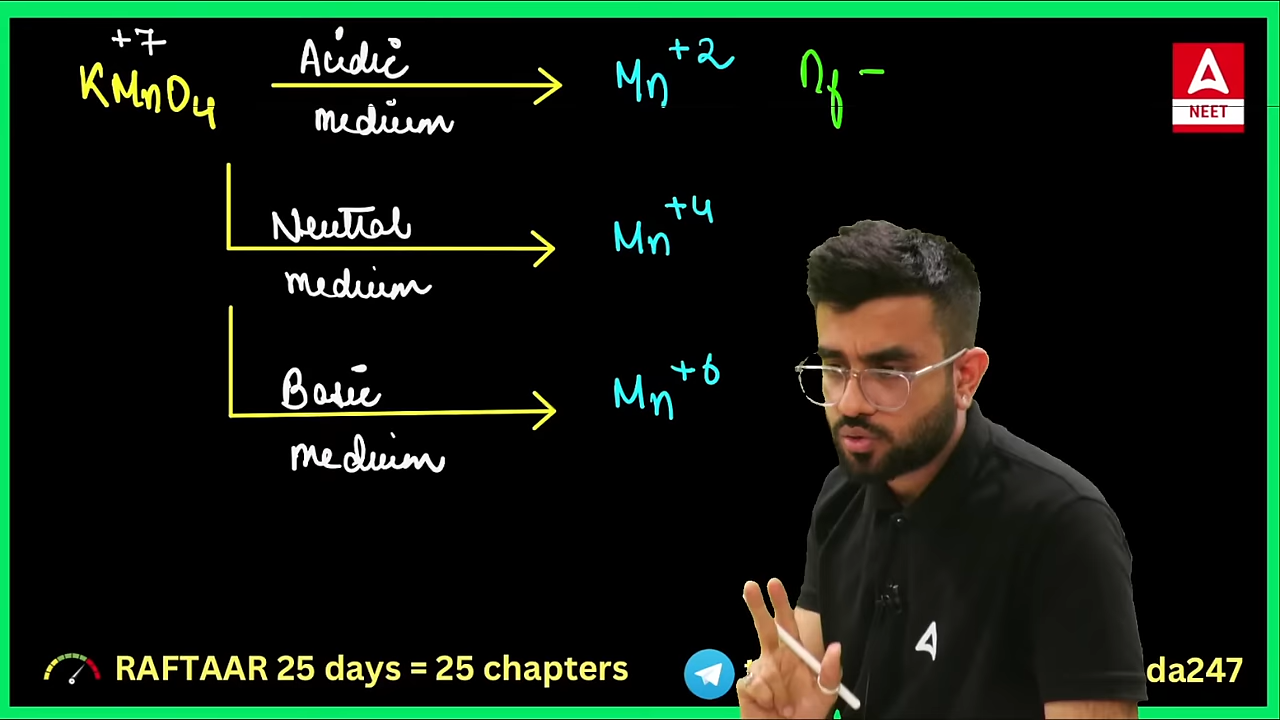 +7
KMnO4 Acidic medium Mn+2 nf -
NEET
Neutral medium Mn+4
Basic medium Mn+6
RAFTAAR 25 days = 25 chapters
da247